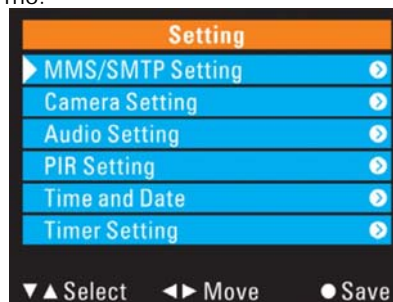 Setting
MMS/SMTP Setting
Camera Setting
Audio Setting
PIR Setting
Time and Date
Timer Setting
▼▲Select ◄► Move ●Save